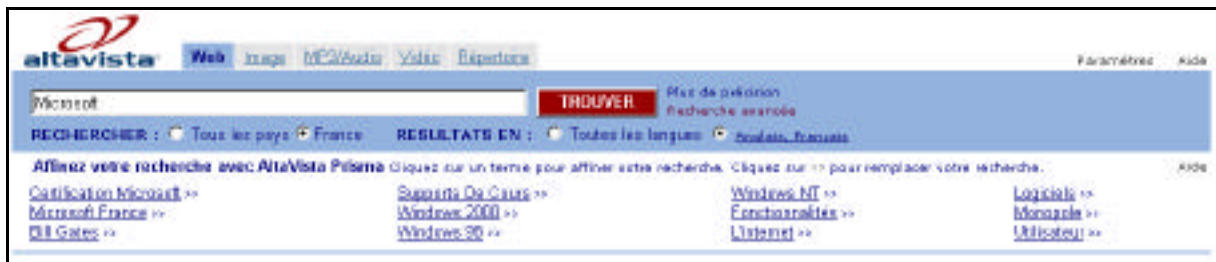 altavista Web Image MP3/Audio Vidéo Répertoire Paramètres Aide
Microsoft TROUVER Plus de précision
Recherche avancée
RECHERCHER : Tous les pays France RESULTATS EN : Toutes les langues Anglais, Français
Affinez votre recherche avec AltaVista Prisma Cliquez sur un terme pour affiner votre recherche. Cliquez sur >> pour remplacer votre recherche. Aide
Certification Microsoft >> Supports De Cours >> Windows NT >> Logiciels >>
Microsoft France >> Windows 2000 >> Fonctionnalités >> Monopole >>
Bill Gates >> Windows 98 >> L'internet >> Utilisateur >>